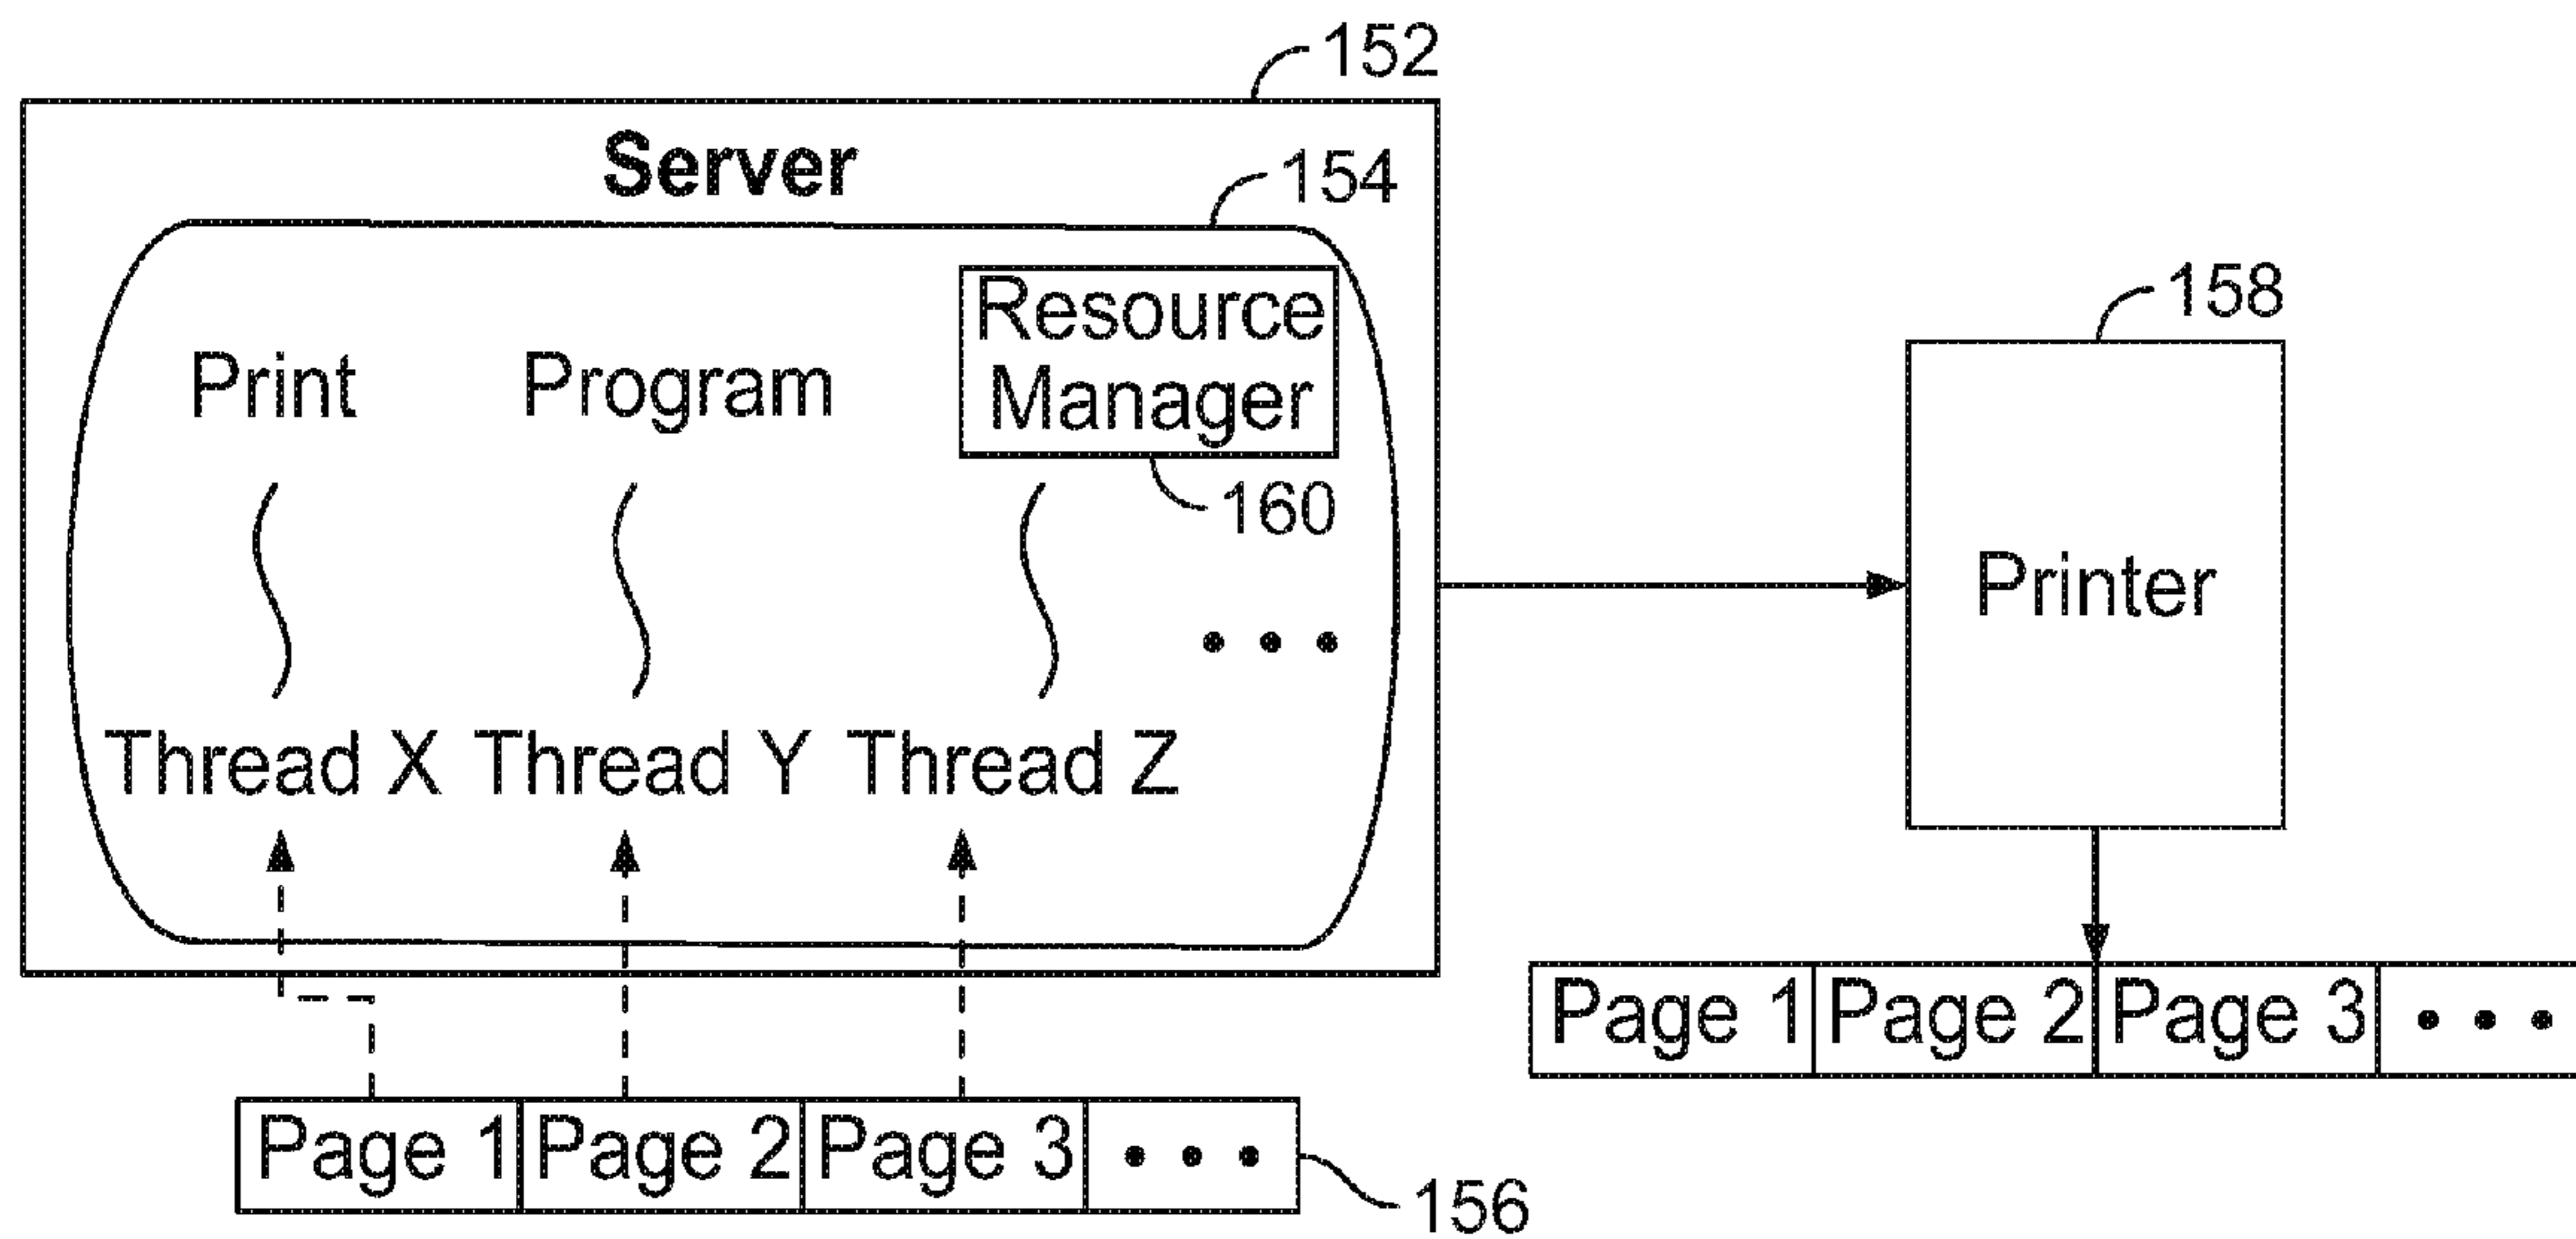 152
Server
154
Resource
Manager
Print Program
160
158
Printer
Thread X Thread Y Thread Z
Page 1 Page 2 Page 3 • • •
Page 1 Page 2 Page 3 • • •
156